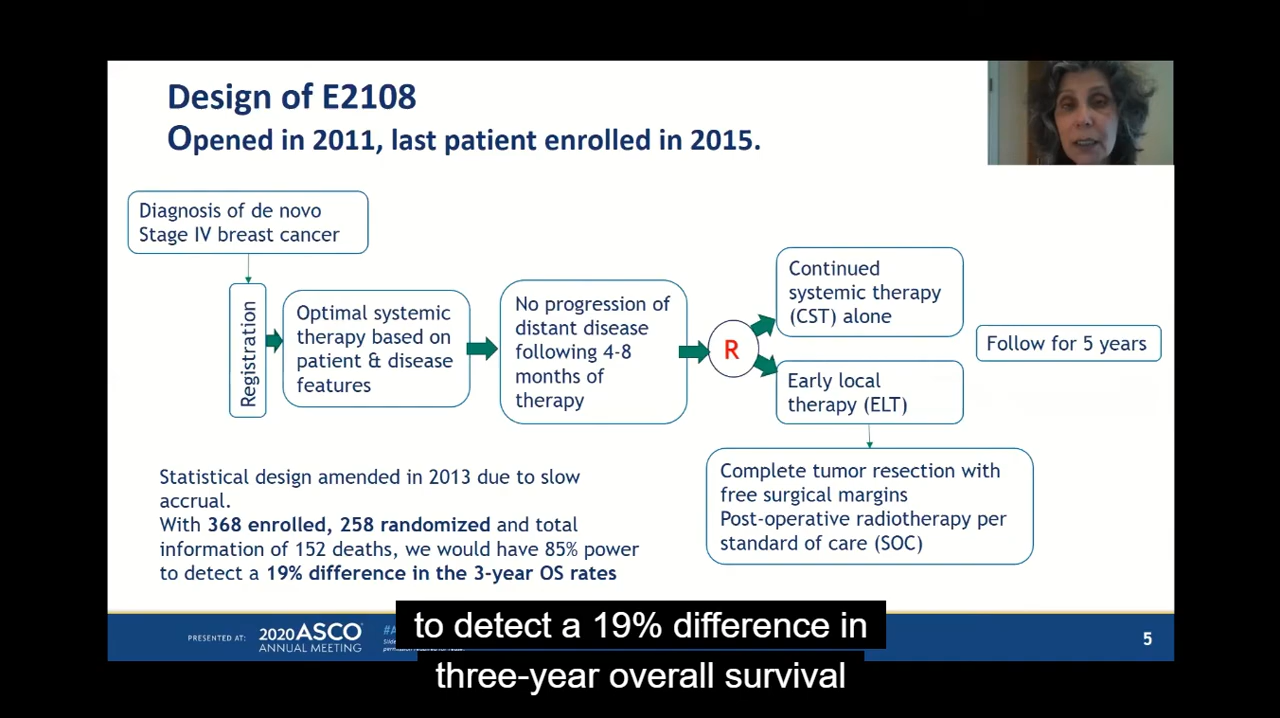 Design of E2108
Opened in 2011, last patient enrolled in 2015.
Diagnosis of de novo
Stage IV breast cancer
Registration
Optimal systemic
therapy based on
patient & disease
features
No progression of
distant disease
following 4-8
months of
therapy
R
Continued
systemic therapy
(CST) alone
Early local
therapy (ELT)
Follow for 5 years
Complete tumor resection with
free surgical margins
Post-operative radiotherapy per
standard of care (SOC)
Statistical design amended in 2013 due to slow
accrual.
With 368 enrolled, 258 randomized and total
information of 152 deaths, we would have 85% power
to detect a 19% difference in the 3-year OS rates
PRESENTED AT:
2020 ASCO
ANNUAL MEETING
5
to detect a 19% difference in
three-year overall survival